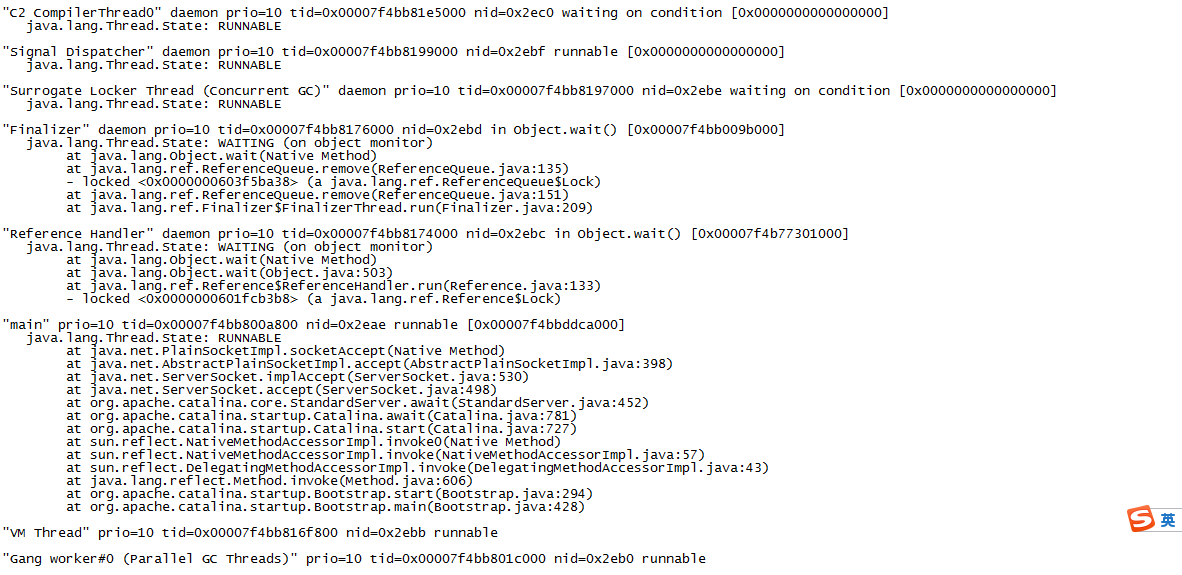 "C2 CompilerThread0" daemon prio=10 tid=0x00007f4bb81e5000 nid=0x2ec0 waiting on condition [0x0000000000000000]
java.lang.Thread.State: RUNNABLE
"Signal Dispatcher" daemon prio=10 tid=0x00007f4bb8199000 nid=0x2ebf runnable [0x0000000000000000]
java.lang.Thread.State: RUNNABLE
"Surrogate Locker Thread (Concurrent GC)" daemon prio=10 tid=0x00007f4bb8197000 nid=0x2ebe waiting on condition [0x0000000000000000]
java.lang.Thread.State: RUNNABLE
"Finalizer" daemon prio=10 tid=0x00007f4bb8176000 nid=0x2ebd in Object.wait() [0x00007f4bb009b000]
java.lang.Thread.State: WAITING (on object monitor)
at java.lang.Object.wait(Native Method)
at java.lang.ref.ReferenceQueue.remove(ReferenceQueue.java:135)
- locked <0x0000000603f5ba38> (a java.lang.ref.ReferenceQueue$Lock)
at java.lang.ref.ReferenceQueue.remove(ReferenceQueue.java:151)
at java.lang.ref.Finalizer$FinalizerThread.run(Finalizer.java:209)
"Reference Handler" daemon prio=10 tid=0x00007f4bb8174000 nid=0x2ebc in Object.wait() [0x00007f4b77301000]
java.lang.Thread.State: WAITING (on object monitor)
at java.lang.Object.wait(Native Method)
at java.lang.Object.wait(Object.java:503)
at java.lang.ref.Reference$ReferenceHandler.run(Reference.java:133)
- locked <0x0000000601fcb3b8> (a java.lang.ref.Reference$Lock)
"main" prio=10 tid=0x00007f4bb800a800 nid=0x2eae runnable [0x00007f4bbddca000]
java.lang.Thread.State: RUNNABLE
at java.net.PlainSocketImpl.socketAccept(Native Method)
at java.net.AbstractPlainSocketImpl.accept(AbstractPlainSocketImpl.java:398)
at java.net.ServerSocket.implAccept(ServerSocket.java:530)
at java.net.ServerSocket.accept(ServerSocket.java:498)
at org.apache.catalina.core.StandardServer.await(StandardServer.java:452)
at org.apache.catalina.startup.Catalina.await(Catalina.java:781)
at org.apache.catalina.startup.Catalina.start(Catalina.java:727)
at sun.reflect.NativeMethodAccessorImpl.invoke0(Native Method)
at sun.reflect.NativeMethodAccessorImpl.invoke(NativeMethodAccessorImpl.java:57)
at sun.reflect.DelegatingMethodAccessorImpl.invoke(DelegatingMethodAccessorImpl.java:43)
at java.lang.reflect.Method.invoke(Method.java:606)
at org.apache.catalina.startup.Bootstrap.start(Bootstrap.java:294)
at org.apache.catalina.startup.Bootstrap.main(Bootstrap.java:428)
S 英
"VM Thread" prio=10 tid=0x00007f4bb816f800 nid=0x2ebb runnable
"Gang worker#0 (Parallel GC Threads)" prio=10 tid=0x00007f4bb801c000 nid=0x2eb0 runnable